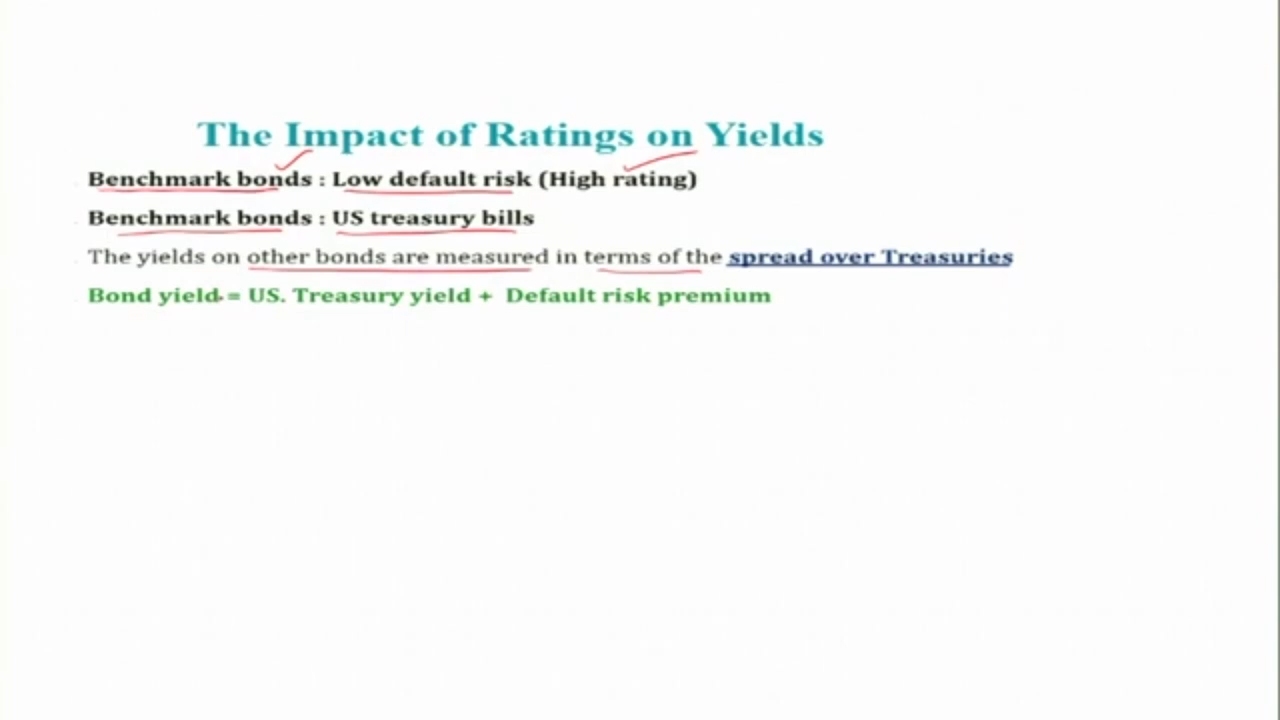 The Impact of Ratings on Yields
Benchmark bonds : Low default risk (High rating)
Benchmark bonds : US treasury bills
The yields on other bonds are measured in terms of the spread over Treasuries
Bond yield = US. Treasury yield + Default risk premium